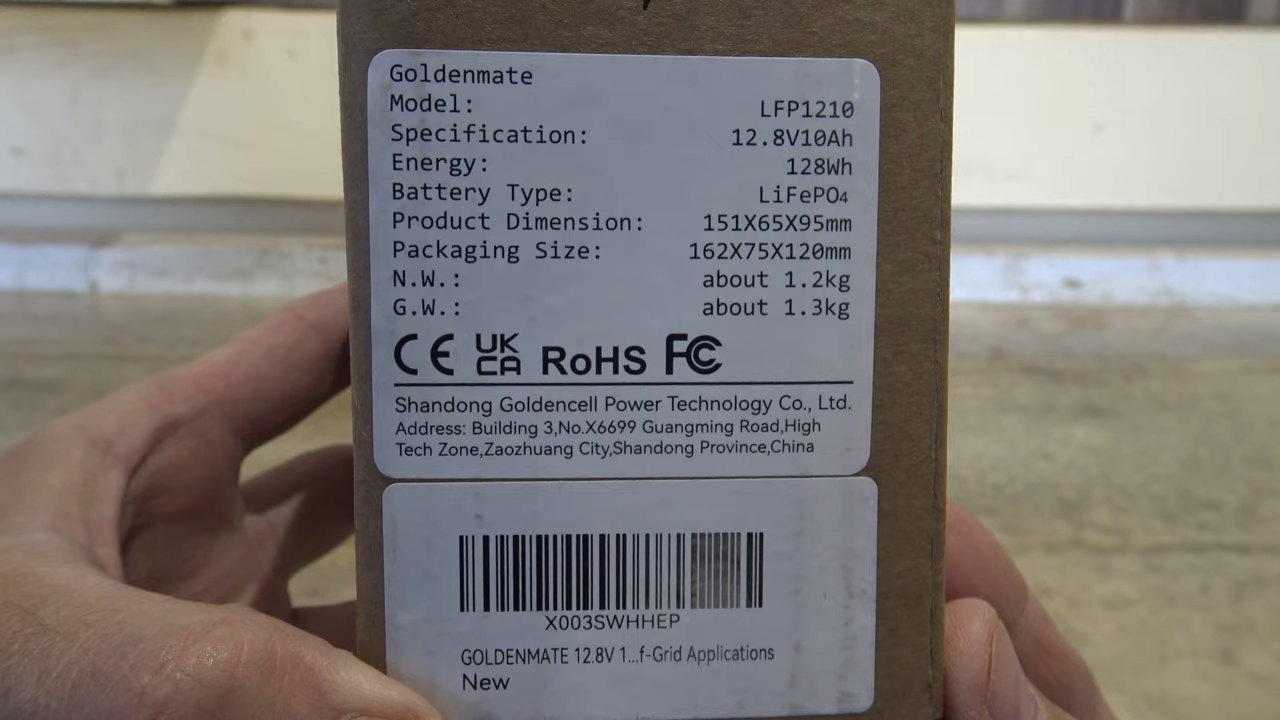 Goldenmate
Model: LFP1210
Specification: 12.8V10Ah
Energy: 128Wh
Battery Type: LiFePO₄
Product Dimension: 151X65X95mm
Packaging Size: 162X75X120mm
N.W.: about 1.2kg
G.W.: about 1.3kg
CE UK CA RoHS FC
Shandong Goldencell Power Technology Co., Ltd.
Address: Building 3,No.X6699 Guangming Road,High
Tech Zone,Zaozhuang City,Shandong Province,China
X003SWHHEP
GOLDENMATE 12.8V 1...f-Grid Applications
New